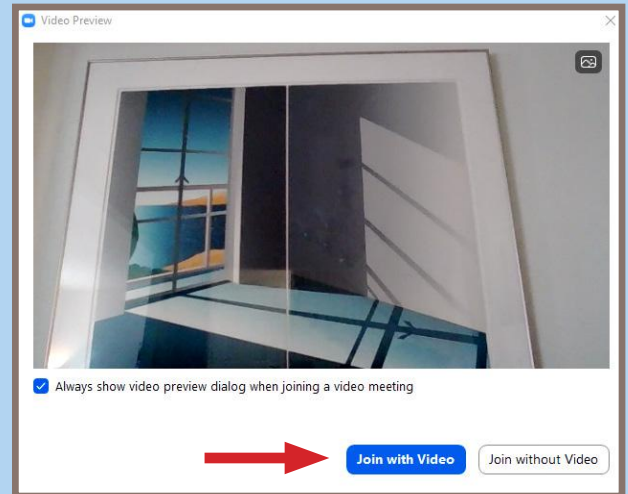 Video Preview
Always show video preview dialog when joining a video meeting
Join with Video
Join without Video